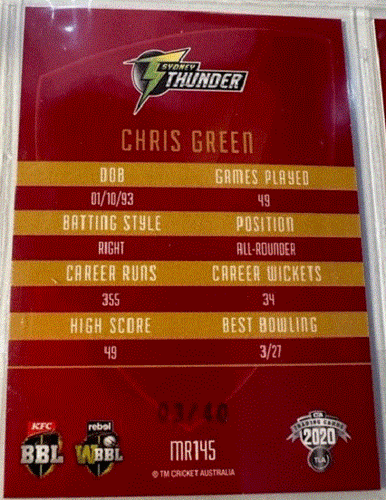 SYDNEY
THUNDER
CHRIS GREEN
DOB GAMES PLAYED
01/10/93 49
BATTING STYLE POSITION
RIGHT ALL-ROUNDER
CAREER RUNS CAREER WICKETS
355 34
HIGH SCORE BEST BOWLING
49 3/27
03/40
KFC rebel
BBL WBBL 2020
MR145
© TM CRICKET AUSTRALIA